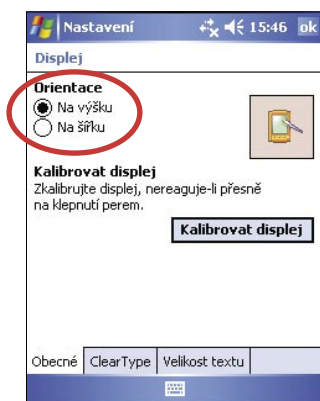 Nastavení 15:46 ok
Displej
Orientace
Na výšku
Na šířku
Kalibrovat displej
Zkalibrujte displej, nereaguje-li přesně
na klepnutí perem.
Kalibrovat displej
Obecné ClearType Velikost textu